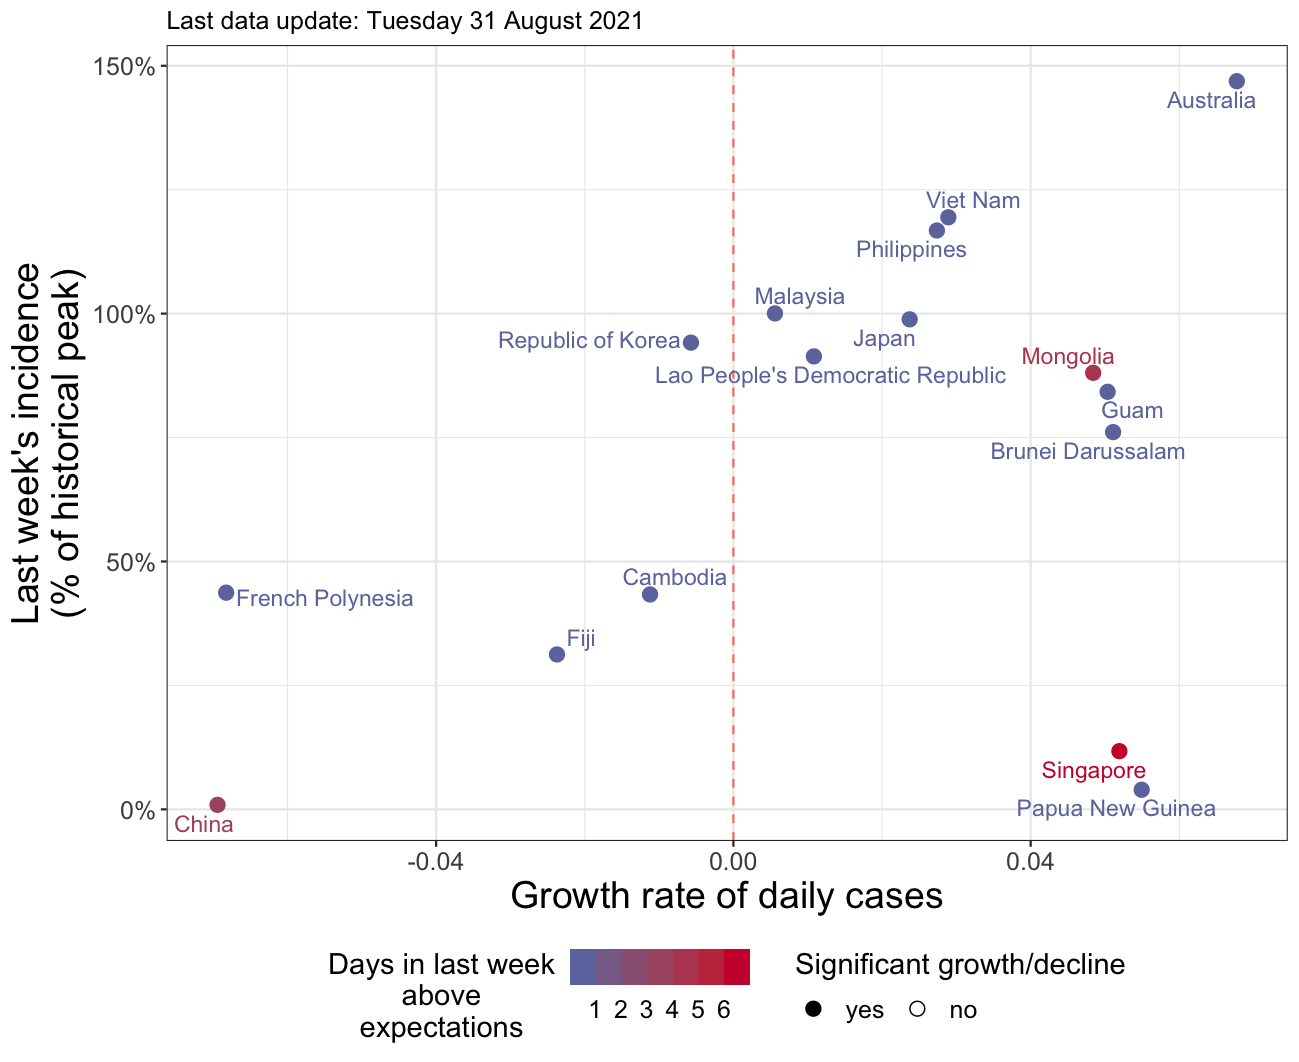 Last data update: Tuesday 31 August 2021
150%
100%
50%
0%
Last week's incidence
(% of historical peak)
Australia
Viet Nam
Philippines
Malaysia
Republic of Korea
Japan
Lao People's Democratic Republic
Mongolia
Guam
Brunei Darussalam
Cambodia
French Polynesia
Fiji
Singapore
Papua New Guinea
China
-0.04 0.00 0.04
Growth rate of daily cases
Days in last week
above
expectations
1 2 3 4 5 6
Significant growth/decline
yes no